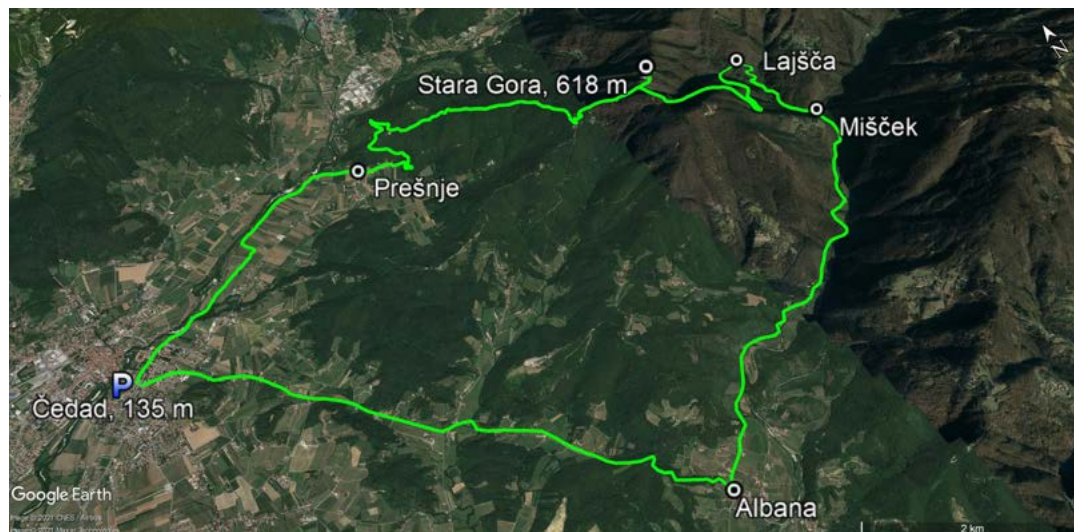 N
Lajšča
Stara Gora, 618 m
Mišček
Prešnje
P
Čedad, 135 m
Albana
Google Earth
2 km